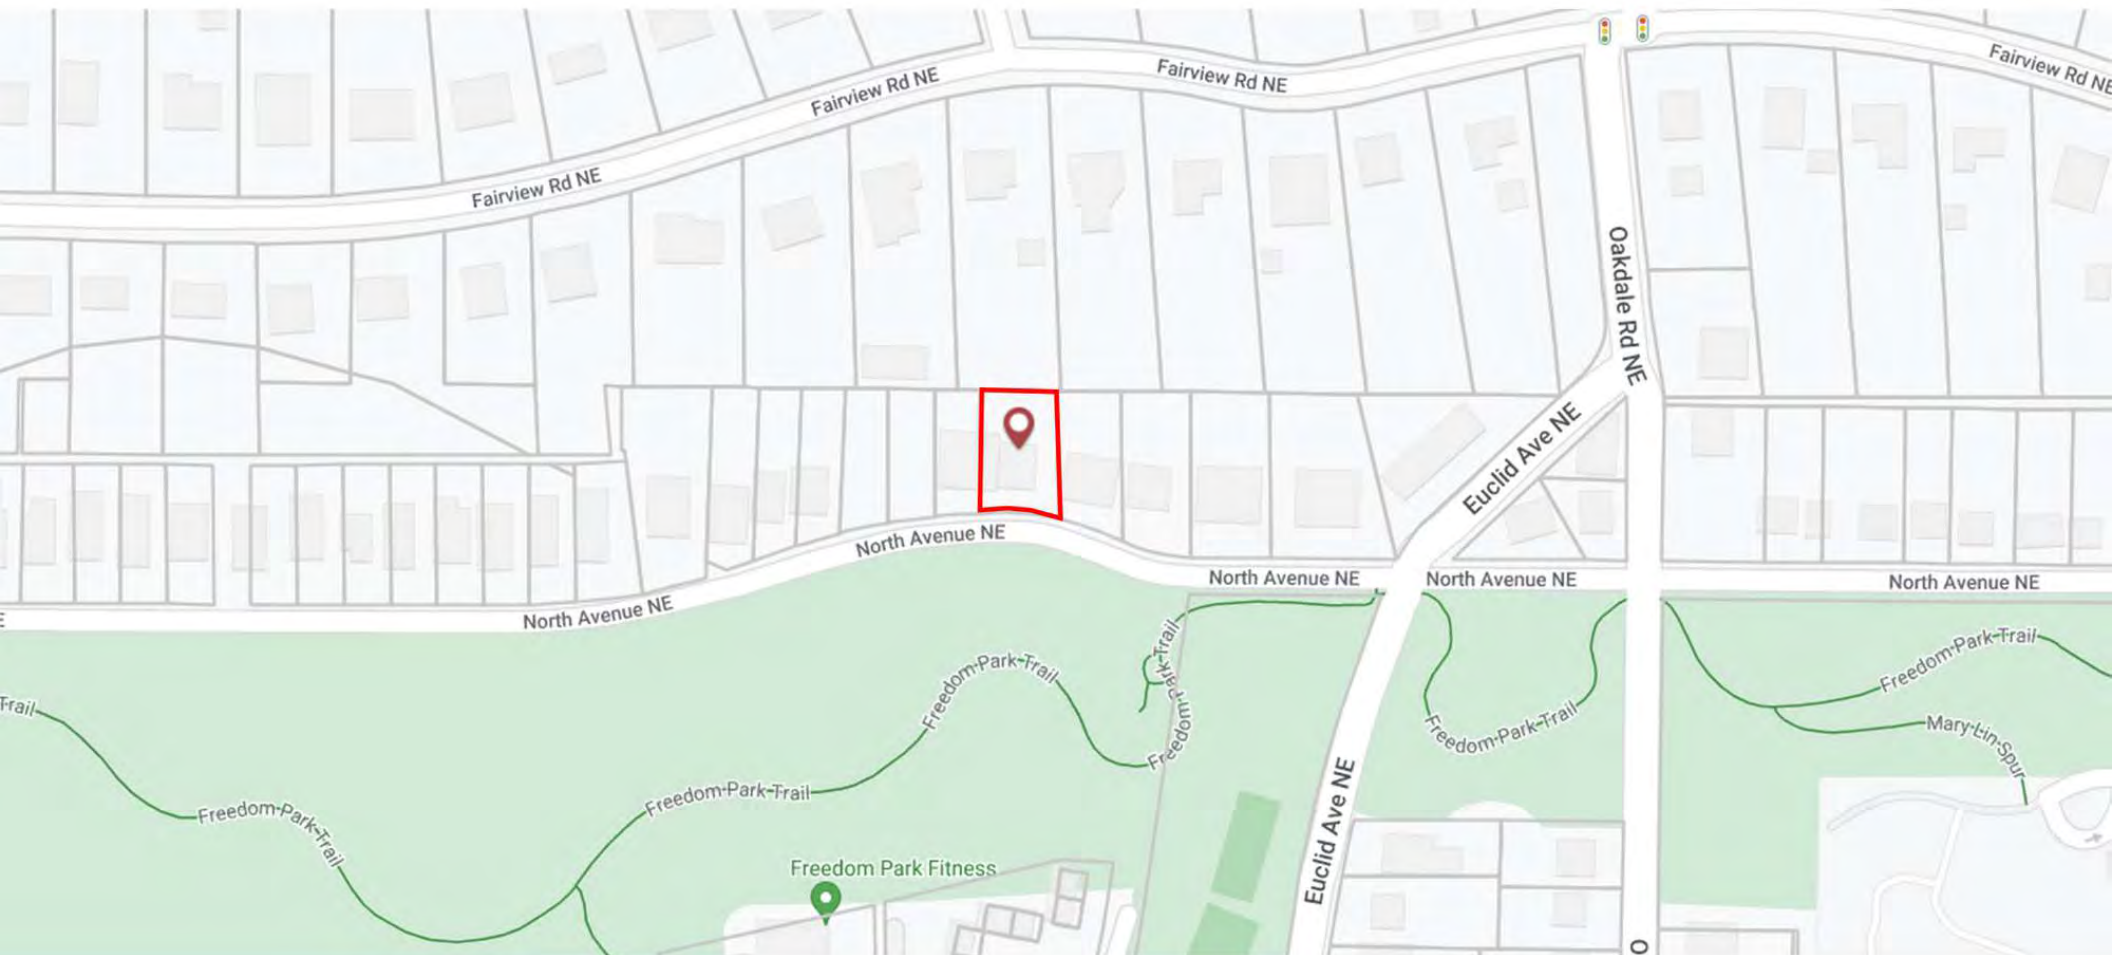 Fairview Rd NE
Fairview Rd NE
Fairview Rd NE
Fairview Rd NE
Oakdale Rd NE
Euclid Ave NE
North Avenue NE
North Avenue NE
North Avenue NE
North Avenue NE
North Avenue NE
E
Freedom-Park-Trail
Freedom-Park-Trail
Freedom-Park-Trail
Freedom-Park-Trail
Trail
Freedom-Park-Trail
Mary-Lin-Spur
Freedom-Park-Trail
Freedom-Park-Trail
Euclid Ave NE
Freedom Park Fitness
O